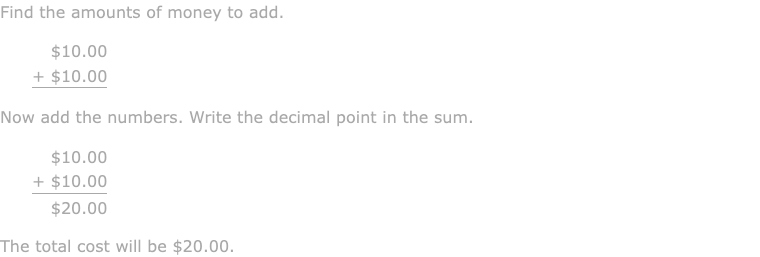 Find the amounts of money to add.
$10.00
+ $10.00
Now add the numbers. Write the decimal point in the sum.
$10.00
+ $10.00
$20.00
The total cost will be $20.00.